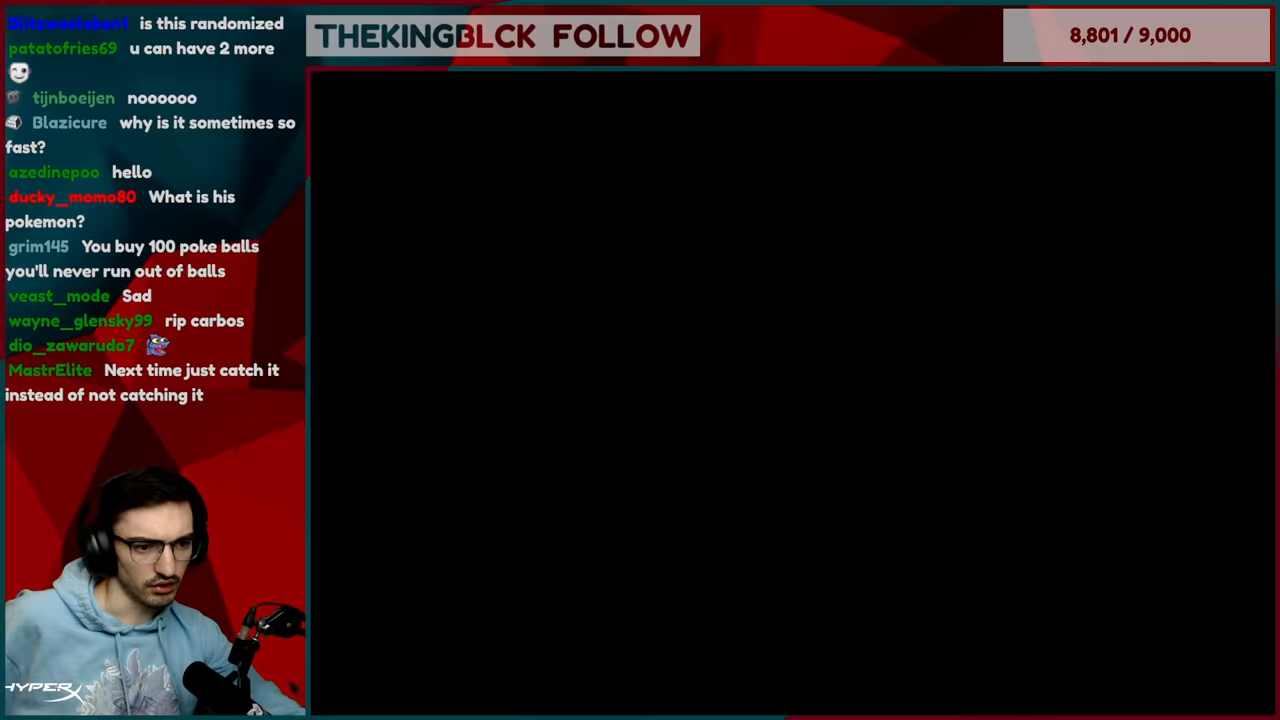 Blitzwastaken1 is this randomized
patatofries69 u can have 2 more
tijnboeijen noooooo
Blazicure why is it sometimes so
fast?
azedinepoo hello
ducky_momo80 What is his
pokemon?
grim145 You buy 100 poke balls
you'll never run out of balls
veast_mode Sad
wayne_glensky99 rip carbos
dio_zawarudo7
MastrElite Next time just catch it
instead of not catching it
THEKINGBLCK FOLLOW
8,801 / 9,000
HYPERX